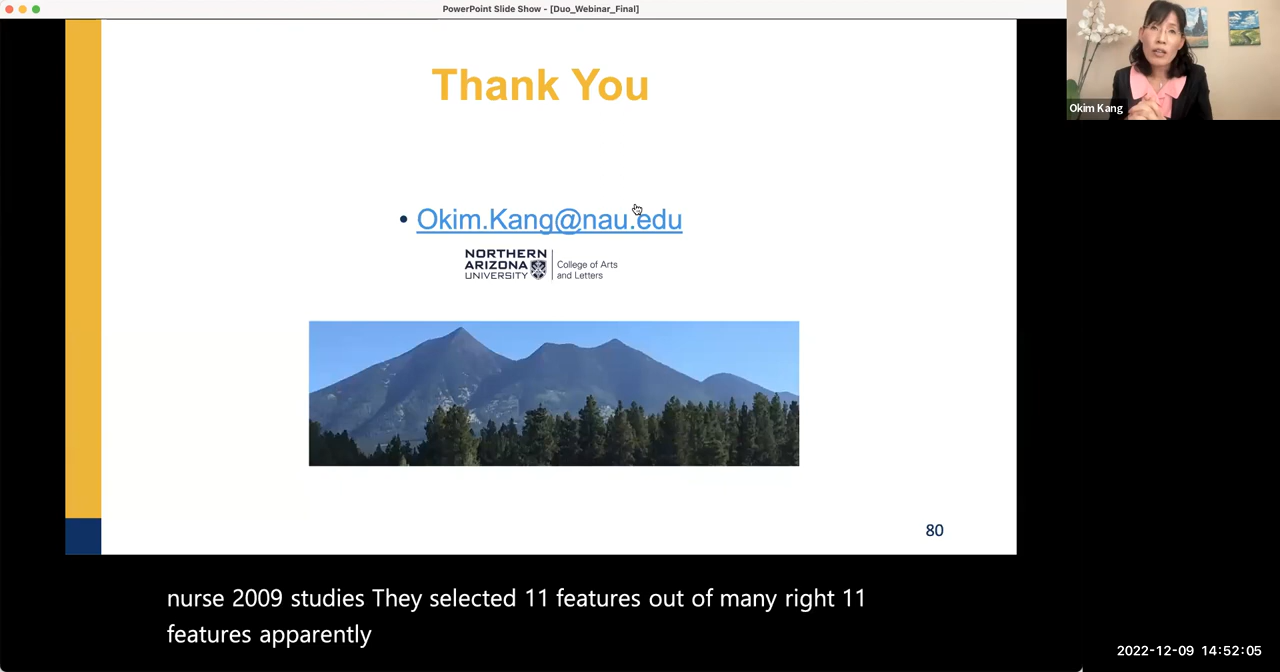 PowerPoint Slide Show - [Duo_Webinar_Final]
Thank You
• Okim.Kang@nau.edu
NORTHERN
ARIZONA
UNIVERSITY
College of Arts
and Letters
80
Okim Kang
nurse 2009 studies They selected 11 features out of many right 11
features apparently
2022-12-09 14:52:05